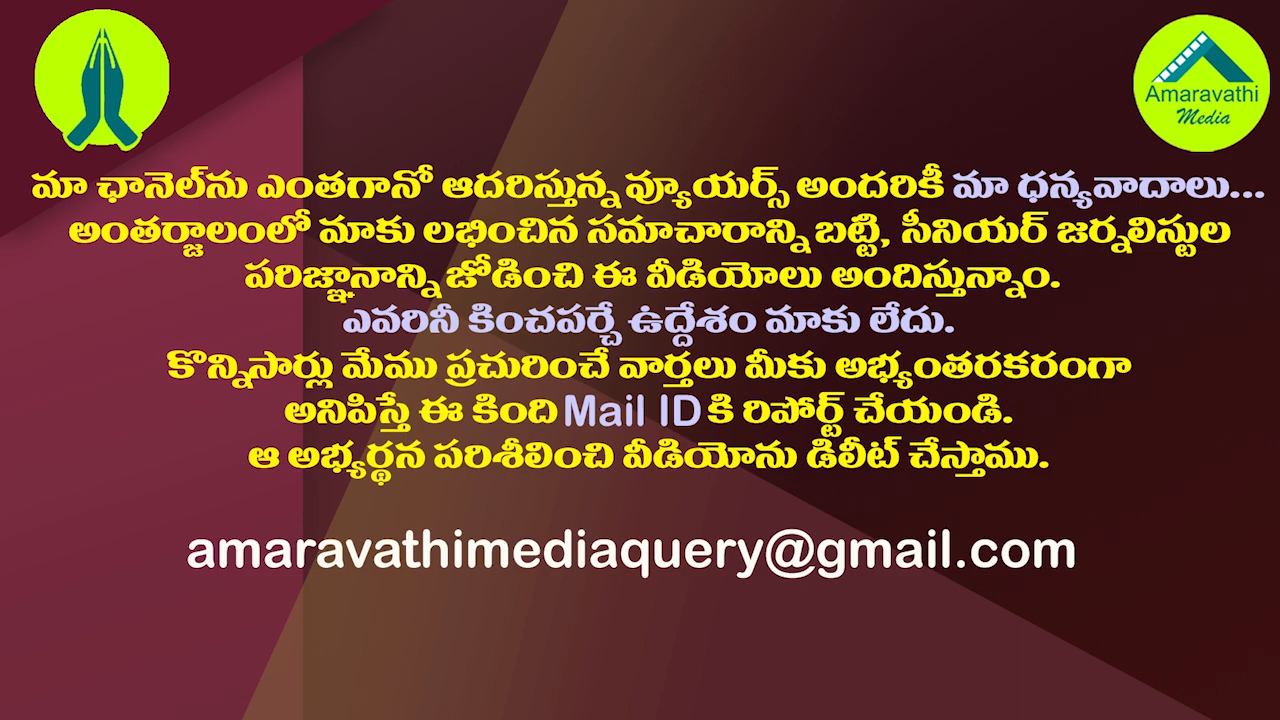 Amaravathi
Media
మా ఛానెల్‌ను ఎంతగానో ఆదరిస్తున్న వ్యూయర్స్ అందరికీ మా ధన్యవాదాలు...
అంతర్జాలంలో మాకు లభించిన సమాచారాన్ని బట్టి, సీనియర్ జర్నలిస్టుల
పరిజ్ఞానాన్ని జోడించి ఈ వీడియోలు అందిస్తున్నాం.
ఎవరినీ కించపర్చే ఉద్దేశం మాకు లేదు.
కొన్నిసార్లు మేము ప్రచురించే వార్తలు మీకు అభ్యంతరకరంగా
అనిపిస్తే ఈ కింది Mail ID కి రిపోర్ట్ చేయండి.
ఆ అభ్యర్థన పరిశీలించి వీడియోను డిలీట్ చేస్తాము.
amaravathimediaquery@gmail.com